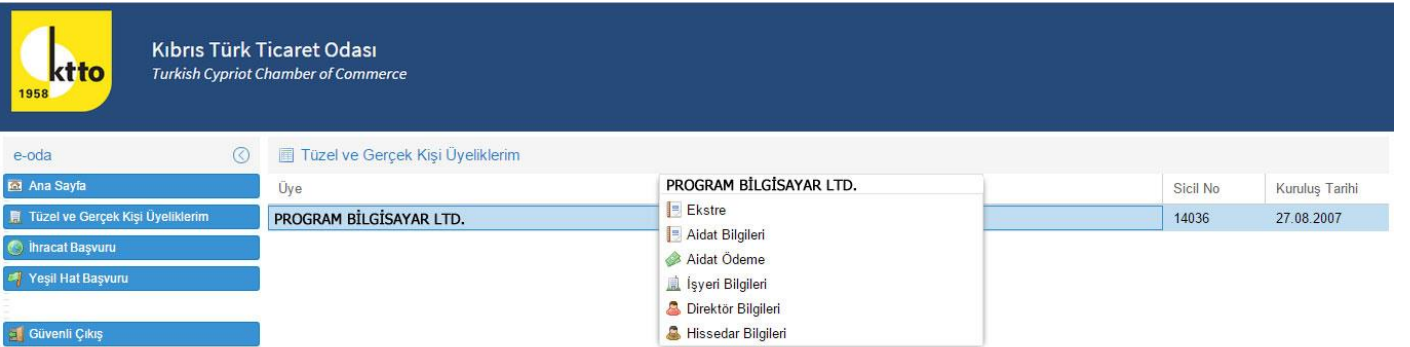 ktto
1958
Kıbrıs Türk Ticaret Odası
Turkish Cypriot Chamber of Commerce
e-oda
Ana Sayfa
Tüzel ve Gerçek Kişi Üyeliklerim
İhracat Başvuru
Yeşil Hat Başvuru
Güvenli Çıkış
Tüzel ve Gerçek Kişi Üyeliklerim
Üye Sicil No Kuruluş Tarihi
PROGRAM BİLGİSAYAR LTD. 14036 27.08.2007
PROGRAM BİLGİSAYAR LTD.
Ekstre
Aidat Bilgileri
Aidat Ödeme
İşyeri Bilgileri
Direktör Bilgileri
Hissedar Bilgileri